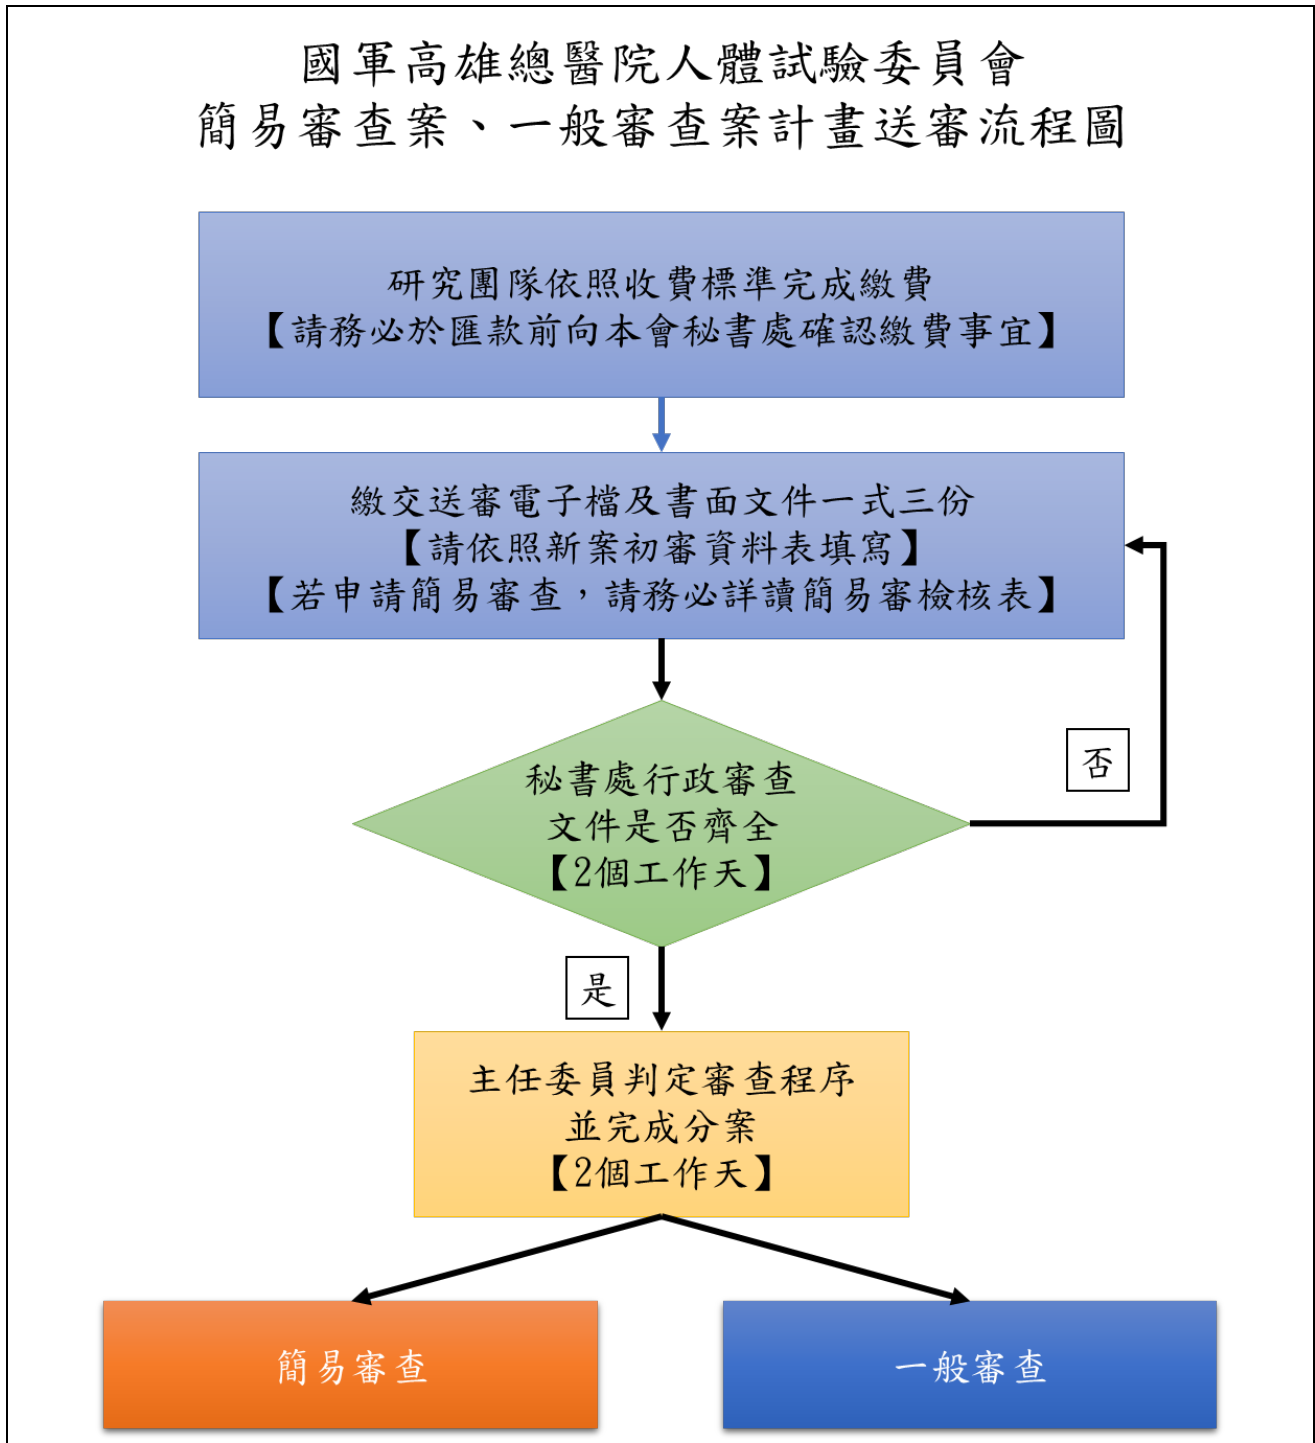 國軍高雄總醫院人體試驗委員會
簡易審查案、一般審查案計畫送審流程圖
研究團隊依照收費標準完成繳費
【請務必於匯款前向本會秘書處確認繳費事宜】
繳交送審電子檔及書面文件一式三份
【請依照新案初審資料表填寫】
【若申請簡易審查，請務必詳讀簡易審檢核表】
秘書處行政審查
文件是否齊全
【2個工作天】
否
是
主任委員判定審查程序
並完成分案
【2個工作天】
簡易審查
一般審查